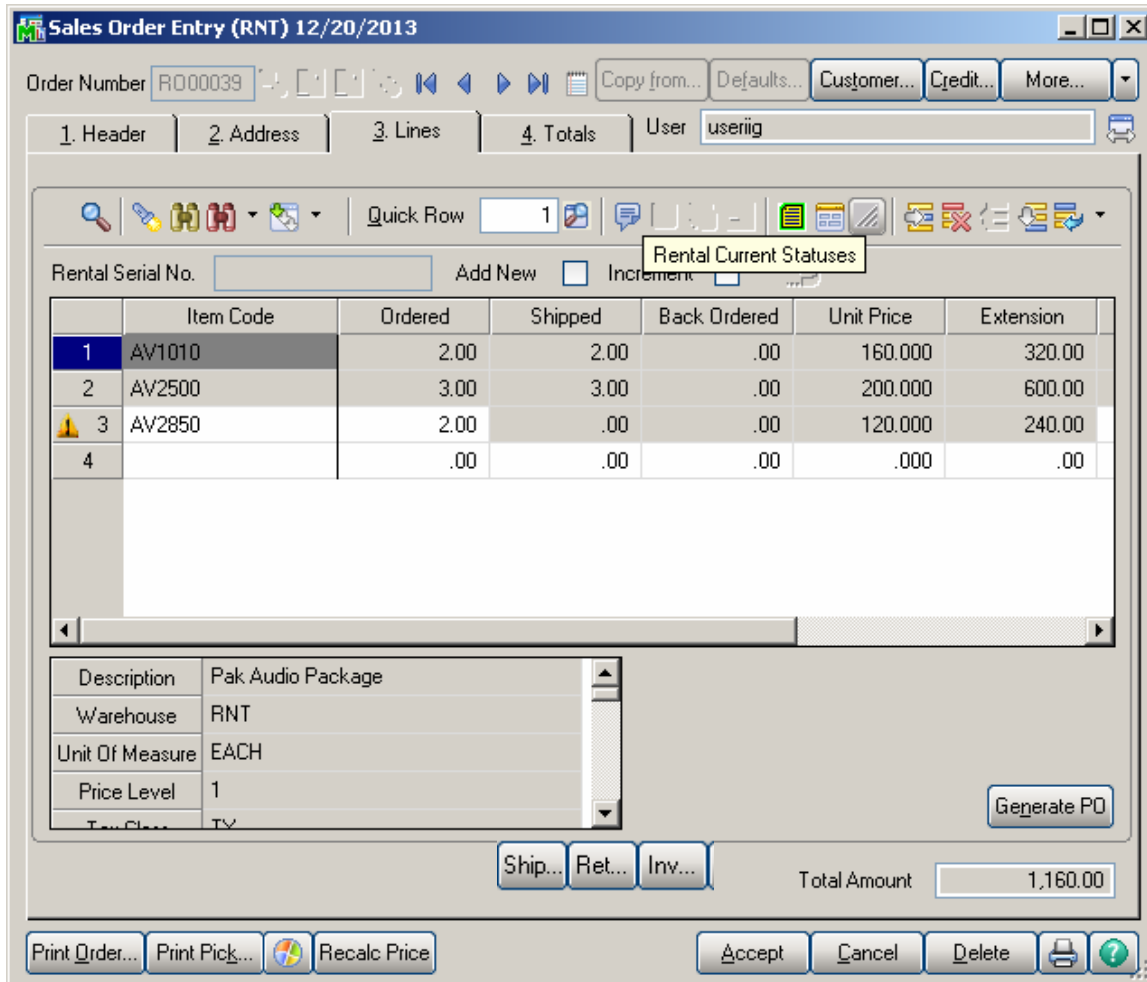 Sales Order Entry (RNT) 12/20/2013
Order Number RO00039 Copy from... Defaults... Customer... Credit... More...
1. Header 2. Address 3. Lines 4. Totals User useriig
Quick Row 1
Rental Current Statuses
Rental Serial No. Add New Increment
Item Code Ordered Shipped Back Ordered Unit Price Extension
1 AV1010 2.00 2.00 .00 160.000 320.00
2 AV2500 3.00 3.00 .00 200.000 600.00
3 AV2850 2.00 .00 .00 120.000 240.00
4 .00 .00 .00 .000 .00
Description Pak Audio Package
Warehouse RNT
Unit Of Measure EACH
Price Level 1
Tax Class TX
Generate PO
Ship... Ret... Inv...
Total Amount 1,160.00
Print Order... Print Pick... Recalc Price Accept Cancel Delete